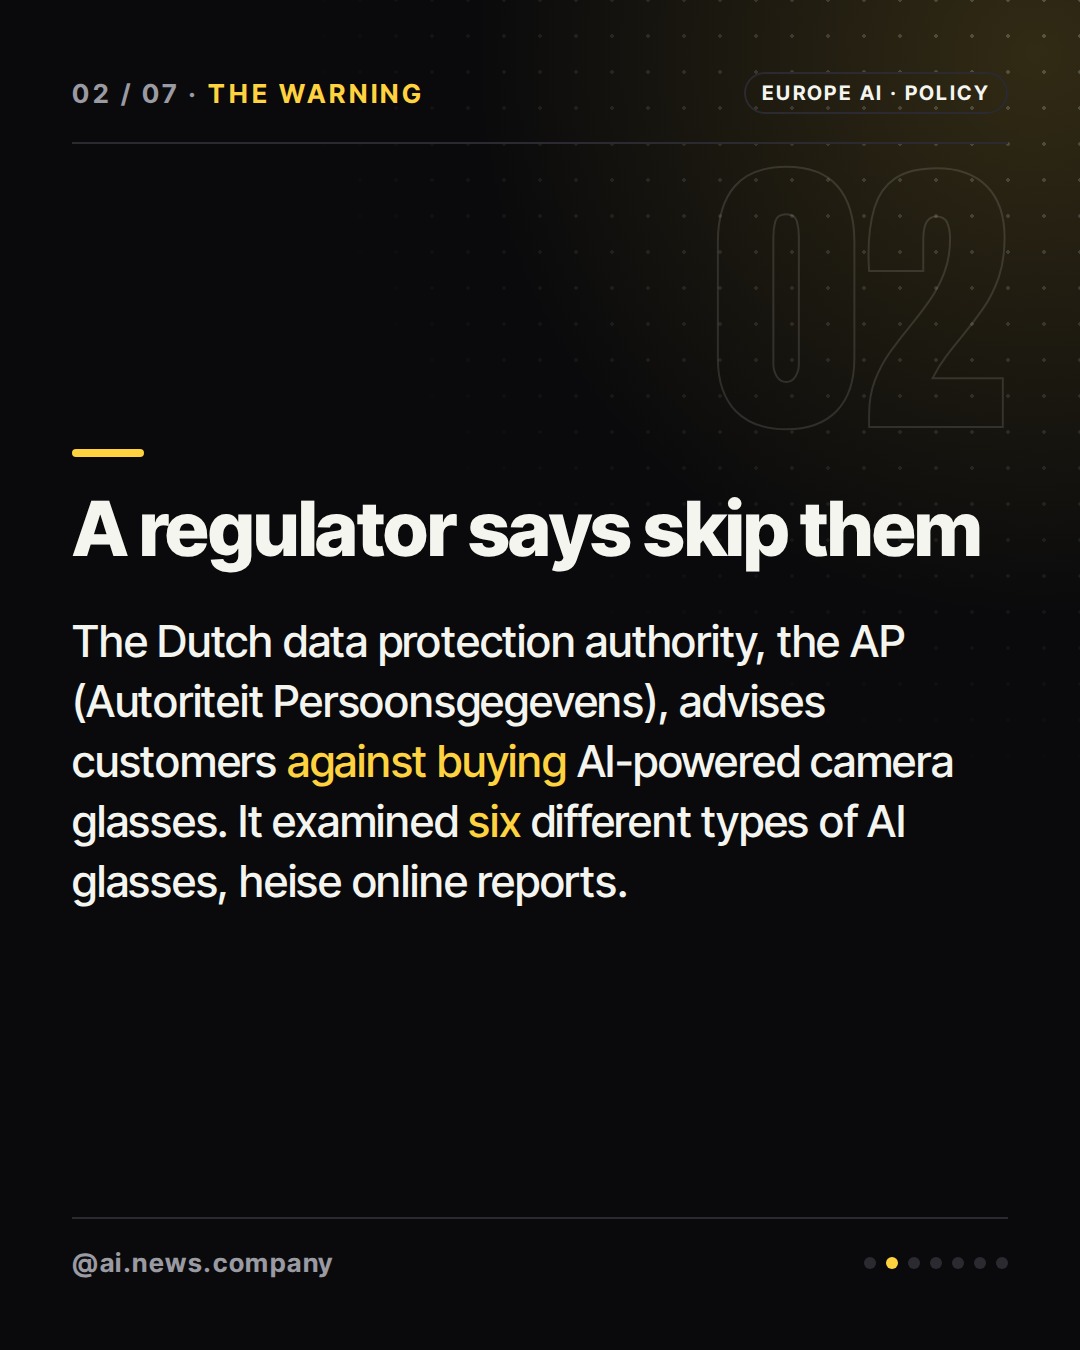 02 / 07 · THE WARNING
EUROPE AI · POLICY
02
A regulator says skip them
The Dutch data protection authority, the AP
(Autoriteit Persoonsgegevens), advises
customers against buying AI-powered camera
glasses. It examined six different types of AI
glasses, heise online reports.
@ai.news.company